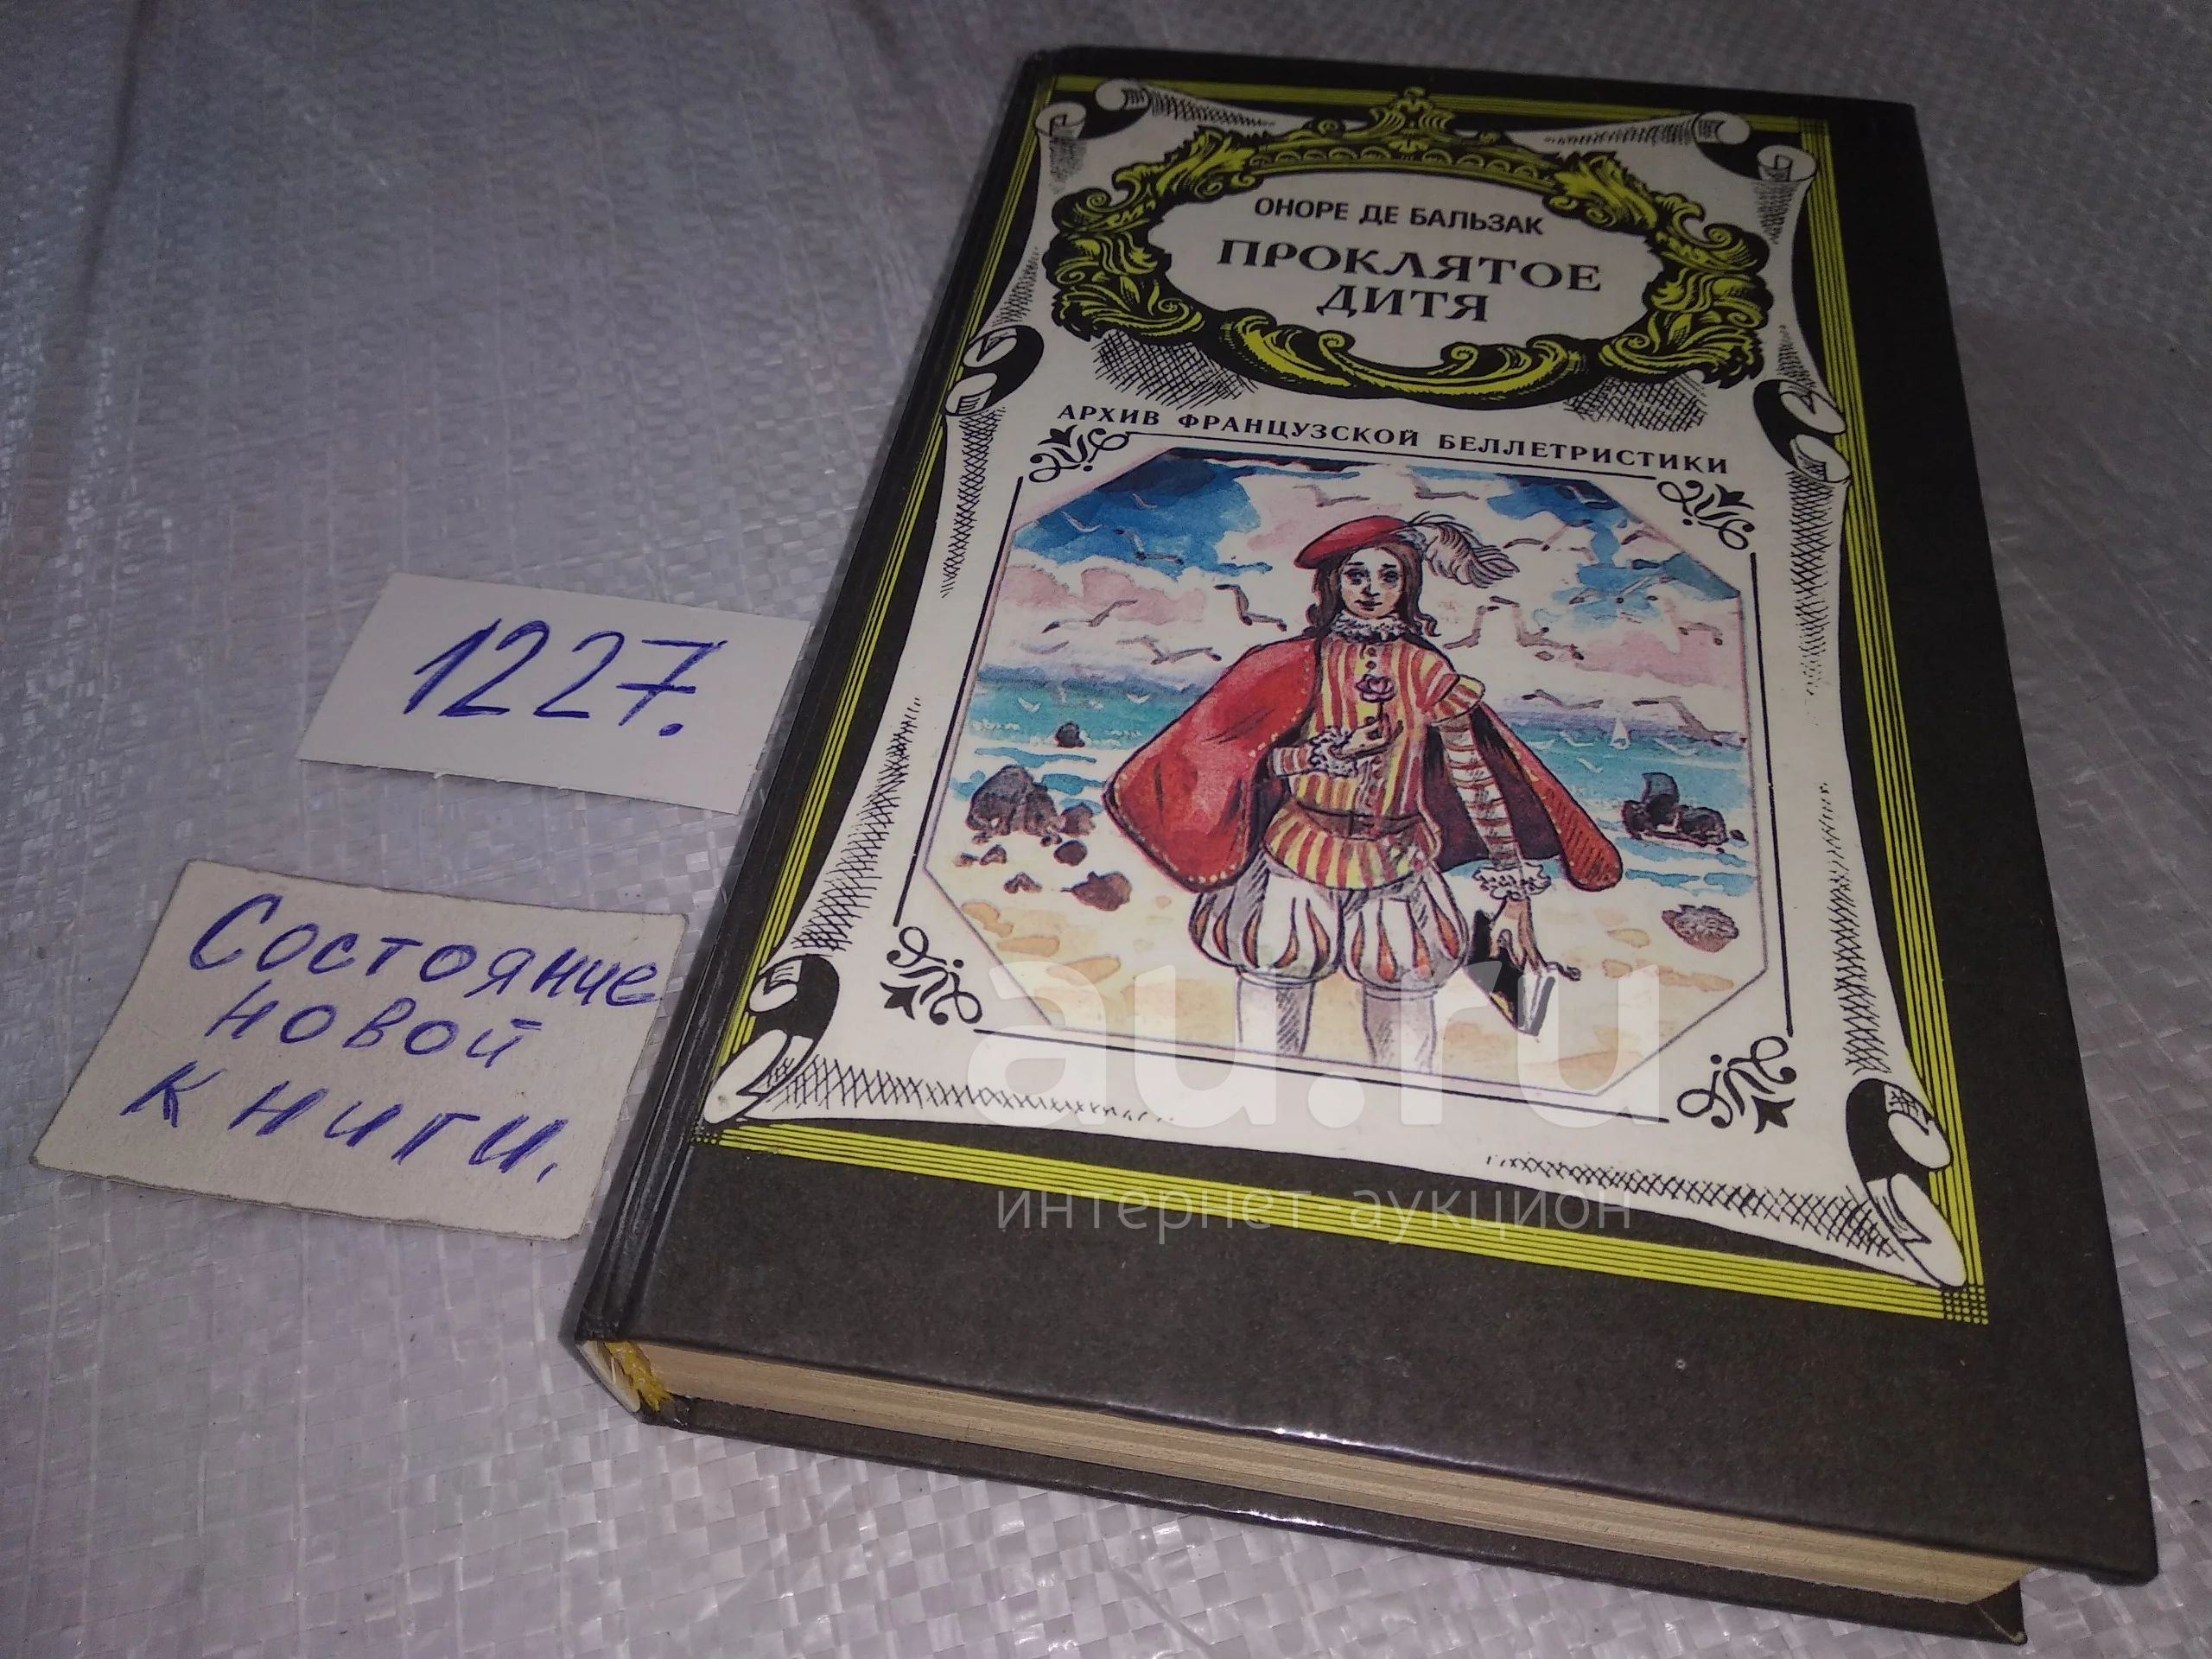 ОНОРЕ ДЕ БАЛЬЗАК
ПРОКЛЯТОЕ
ДИТЯ
АРХИВ ФРАНЦУЗСКОЙ БЕЛЛЕТРИСТИКИ
1227.
Состояние
новой
книги.
au.ru
интернет-аукцион